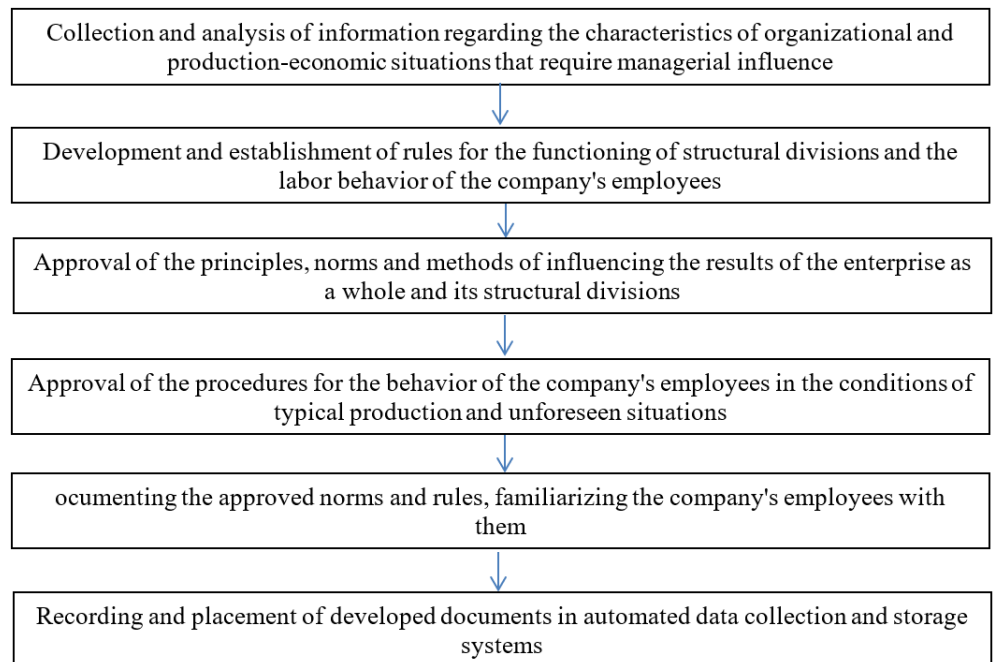 Collection and analysis of information regarding the characteristics of organizational and
production-economic situations that require managerial influence
Development and establishment of rules for the functioning of structural divisions and the
labor behavior of the company's employees
Approval of the principles, norms and methods of influencing the results of the enterprise as
a whole and its structural divisions
Approval of the procedures for the behavior of the company's employees in the conditions of
typical production and unforeseen situations
ocumenting the approved norms and rules, familiarizing the company's employees with
them
Recording and placement of developed documents in automated data collection and storage
systems